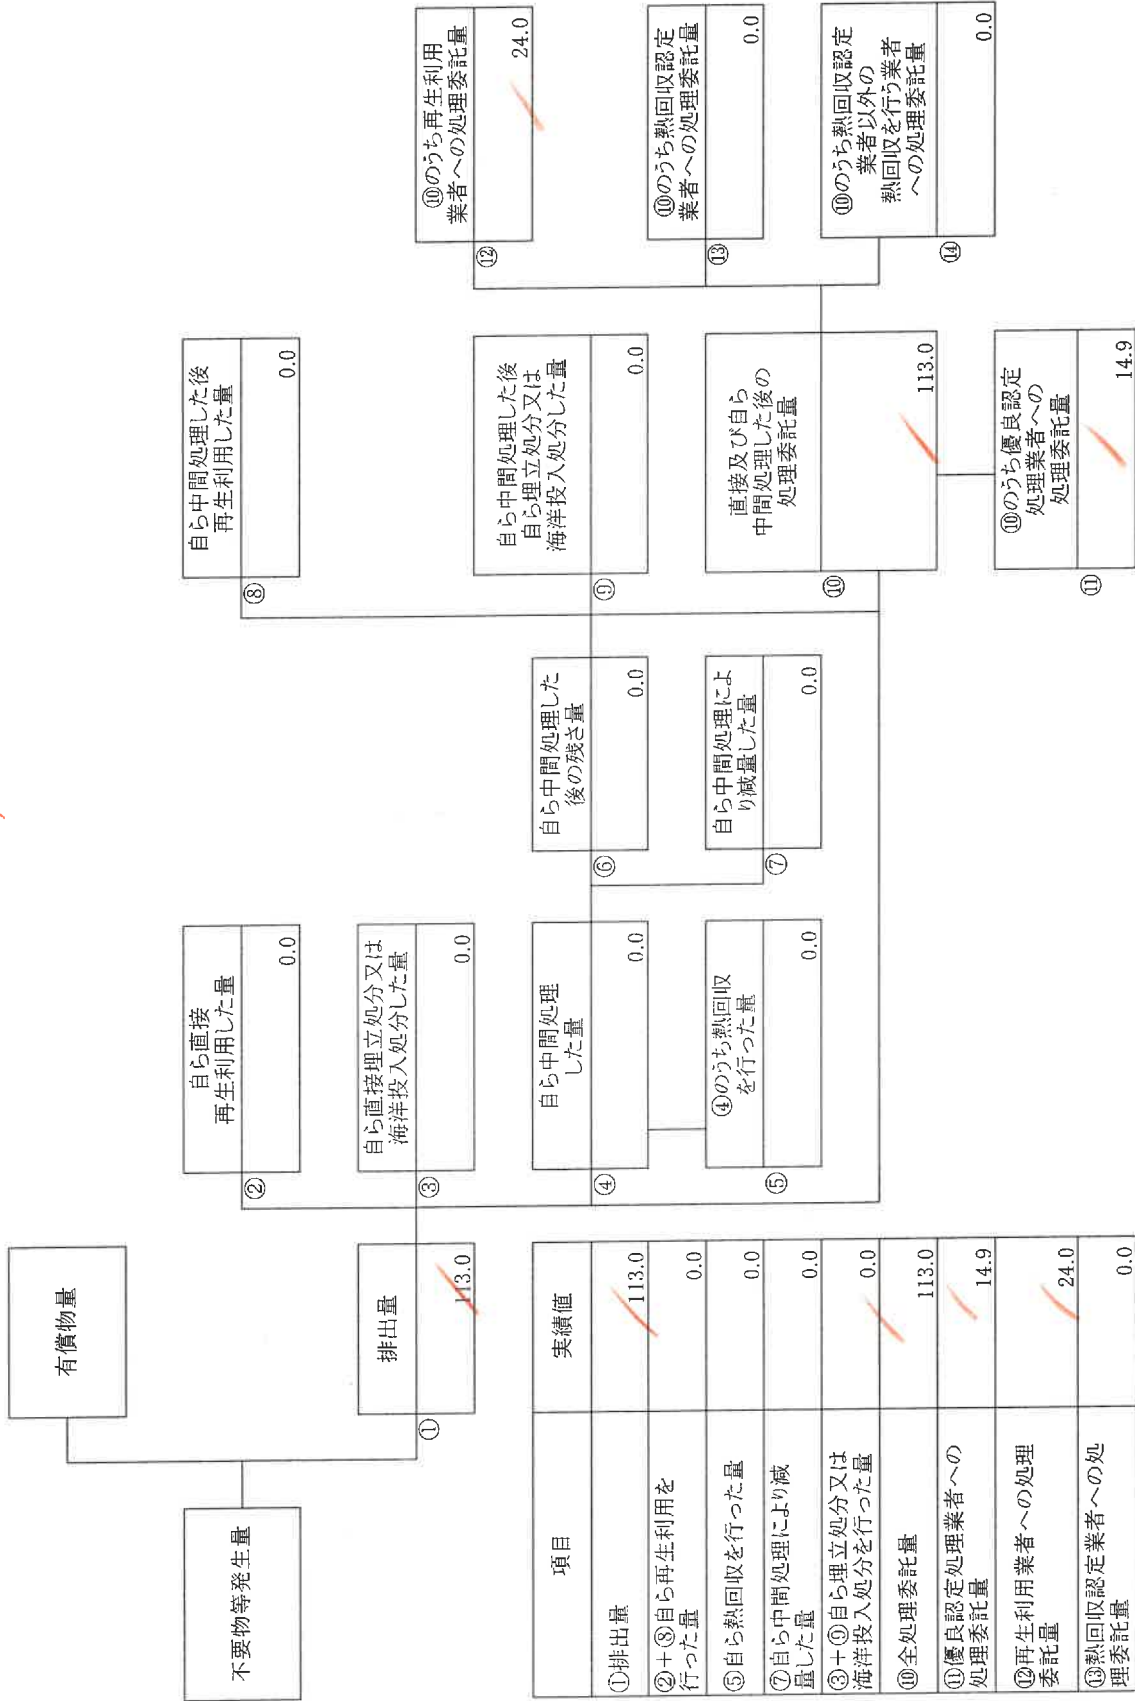 不要物等発生量
有償物量
①
排出量
113.0
②
自ら直接
再生利用した量
0.0
③
自ら直接埋立処分又は
海洋投入処分した量
0.0
④
自ら中間処理
した量
0.0
⑤
④のうち熱回収
を行った量
0.0
⑥
自ら中間処理した
後の残さ量
0.0
⑦
自ら中間処理によ
り減量した量
0.0
⑧
自ら中間処理した後
再生利用した量
0.0
⑨
自ら中間処理した後
自ら埋立処分又は
海洋投入処分した量
0.0
⑩
直接及び自ら
中間処理した後の
処理委託量
113.0
⑪
⑩のうち優良認定
処理業者への
処理委託量
14.9
⑫
⑩のうち再生利用
業者への処理委託量
24.0
⑬
⑩のうち熱回収認定
業者への処理委託量
0.0
⑭
⑩のうち熱回収認定
業者以外の
熱回収を行う業者
への処理委託量
0.0
項目
実績値
①排出量
113.0
②+⑧自ら再生利用を
行った量
0.0
⑤自ら熱回収を行った量
0.0
⑦自ら中間処理により減
量した量
0.0
③+⑨自ら埋立処分又は
海洋投入処分を行った量
0.0
⑩全処理委託量
113.0
⑪優良認定処理業者への
処理委託量
14.9
⑫再生利用業者への処理
委託量
24.0
⑬熱回収認定業者への処
理委託量
0.0